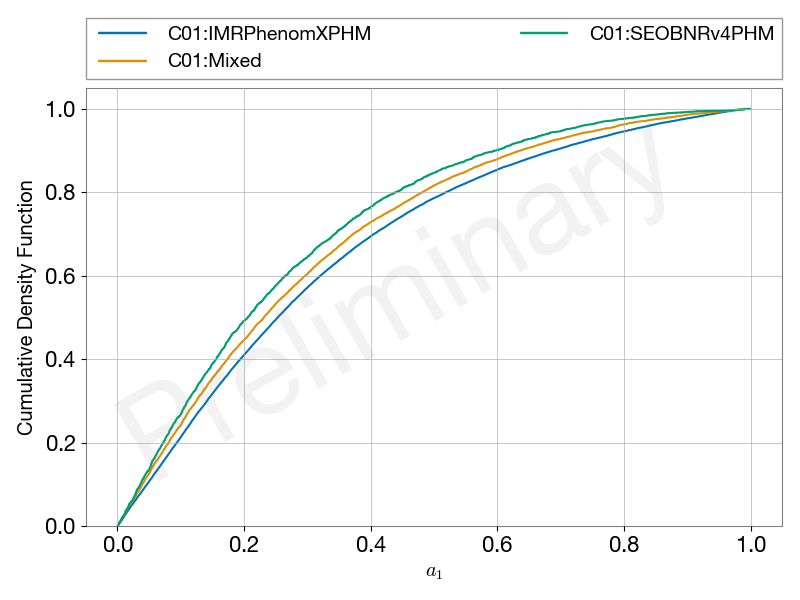 C01:IMRPhenomXPHM
C01:Mixed
C01:SEOBNRv4PHM
Cumulative Density Function
1.0
0.8
0.6
0.4
0.2
0.0
Preliminary
0.0 0.2 0.4 0.6 0.8 1.0
a₁